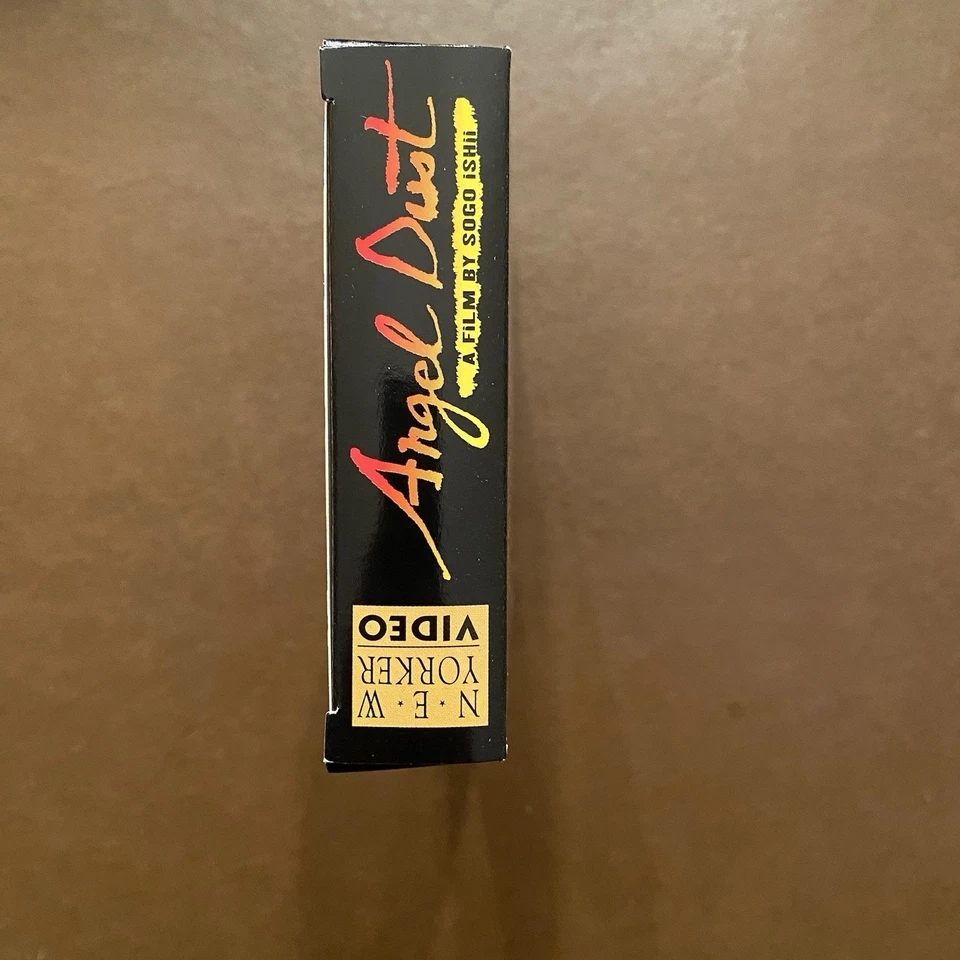 Angel Dust
A FiLM BY SOGO iSHii
N·E·W
YORKER
VIDEO